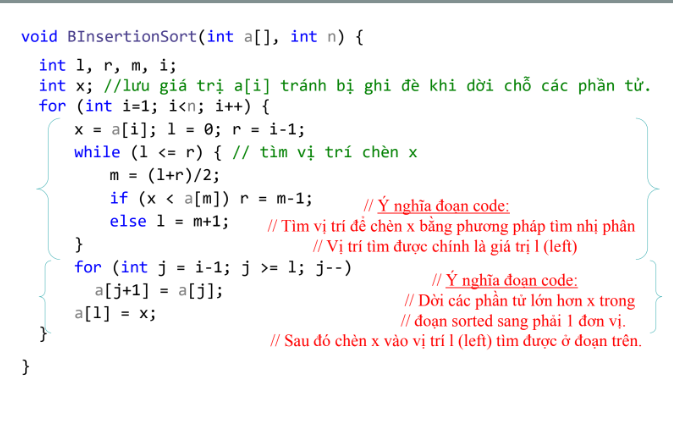 void BInsertionSort(int a[], int n) {
int l, r, m, i;
int x; //lưu giá trị a[i] tránh bị ghi đè khi dời chỗ các phần tử.
for (int i=1; i<n; i++) {
x = a[i]; l = 0; r = i-1;
while (l <= r) { // tìm vị trí chèn x
m = (l+r)/2;
if (x < a[m]) r = m-1;
// Ý nghĩa đoạn code:
else l = m+1;
// Tìm vị trí để chèn x bằng phương pháp tìm nhị phân
}
// Vị trí tìm được chính là giá trị l (left)
for (int j = i-1; j >= l; j--)
// Ý nghĩa đoạn code:
a[j+1] = a[j];
// Dời các phần tử lớn hơn x trong
a[l] = x;
// đoạn sorted sang phải 1 đơn vị.
}
// Sau đó chèn x vào vị trí l (left) tìm được ở đoạn trên.
}